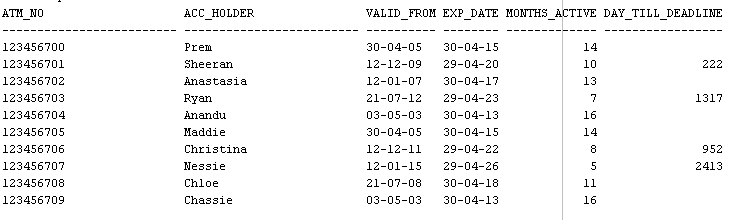 ATM_NO ACC_HOLDER VALID_FROM EXP_DATE MONTHS_ACTIVE DAY_TILL_DEADLINE
123456700 Prem 30-04-05 30-04-15 14
123456701 Sheeran 12-12-09 29-04-20 10 222
123456702 Anastasia 12-01-07 30-04-17 13
123456703 Ryan 21-07-12 29-04-23 7 1317
123456704 Anandu 03-05-03 30-04-13 16
123456705 Maddie 30-04-05 30-04-15 14
123456706 Christina 12-12-11 29-04-22 8 952
123456707 Nessie 12-01-15 29-04-26 5 2413
123456708 Chloe 21-07-08 30-04-18 11
123456709 Chassie 03-05-03 30-04-13 16